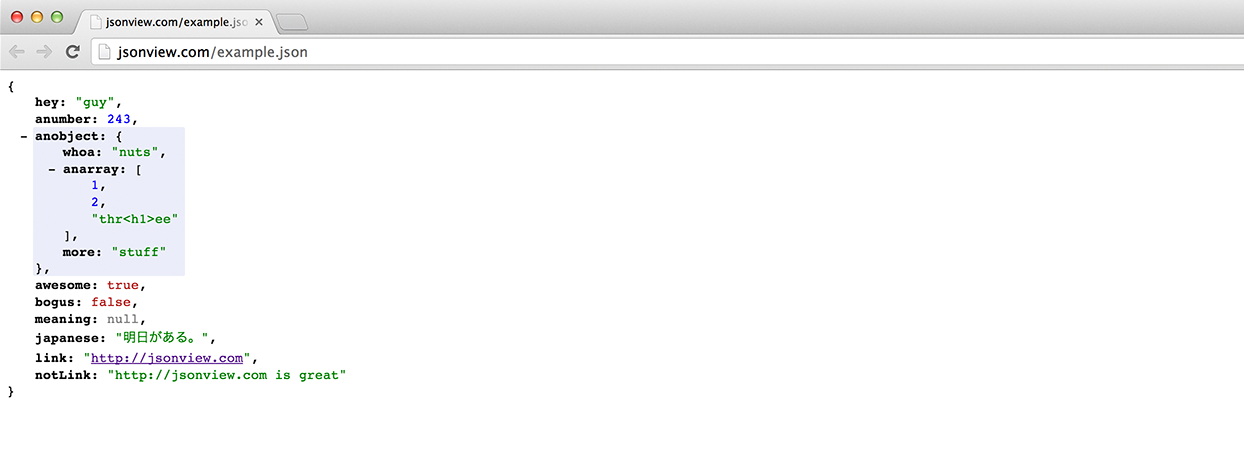 jsonview.com/example.jso
jsonview.com/example.json
{
hey: "guy",
anumber: 243,
- anobject: {
whoa: "nuts",
- anarray: [
1,
2,
"thr<h1>ee"
],
more: "stuff"
},
awesome: true,
bogus: false,
meaning: null,
japanese: "明日がある。",
link: "http://jsonview.com",
notLink: "http://jsonview.com is great"
}